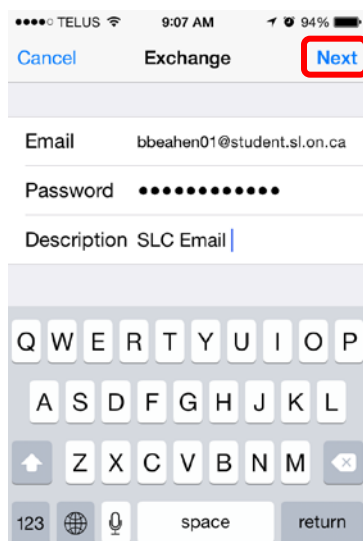 TELUS 9:07 AM 94%
Cancel Exchange Next
Email bbeahen01@student.sl.on.ca
Password ●●●●●●●●●●●●●
Description SLC Email
Q W E R T Y U I O P
A S D F G H J K L
Z X C V B N M
123 space return